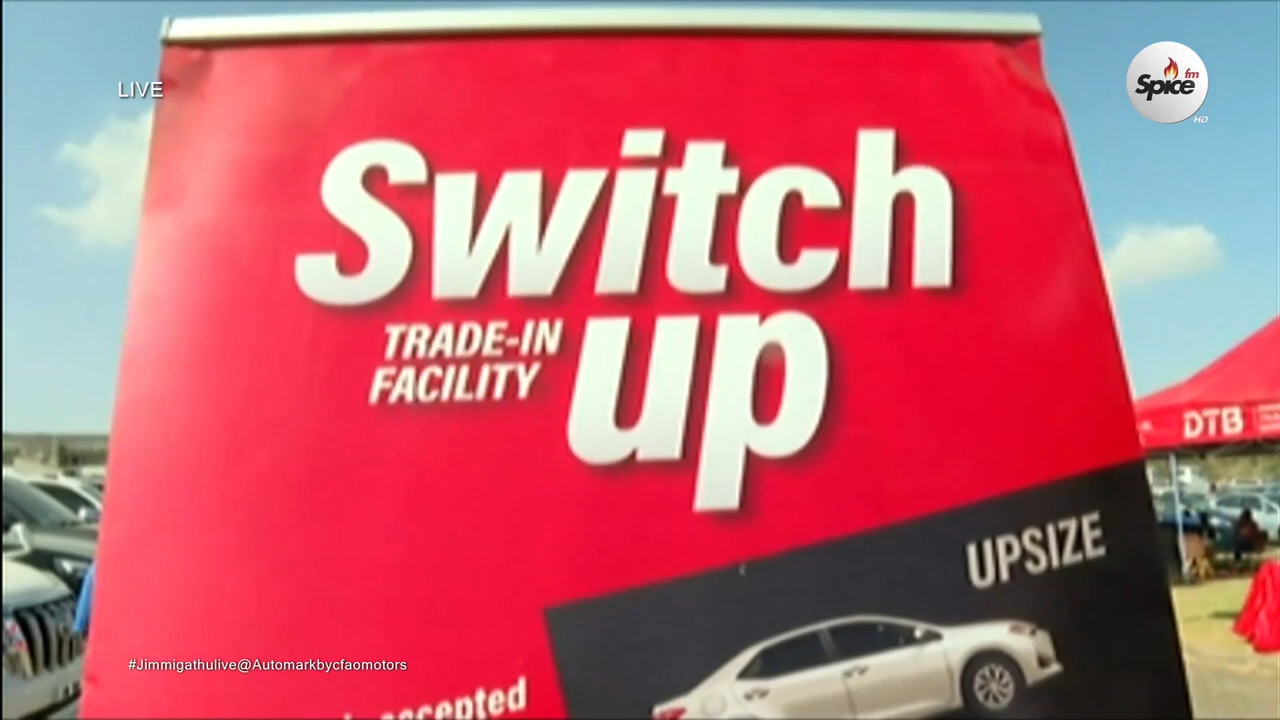 LIVE
Spice fm
HD
Switch
up
TRADE-IN
FACILITY
DTB
UPSIZE
#Jimmigathulive@Automarkbycfaomotors
accepted